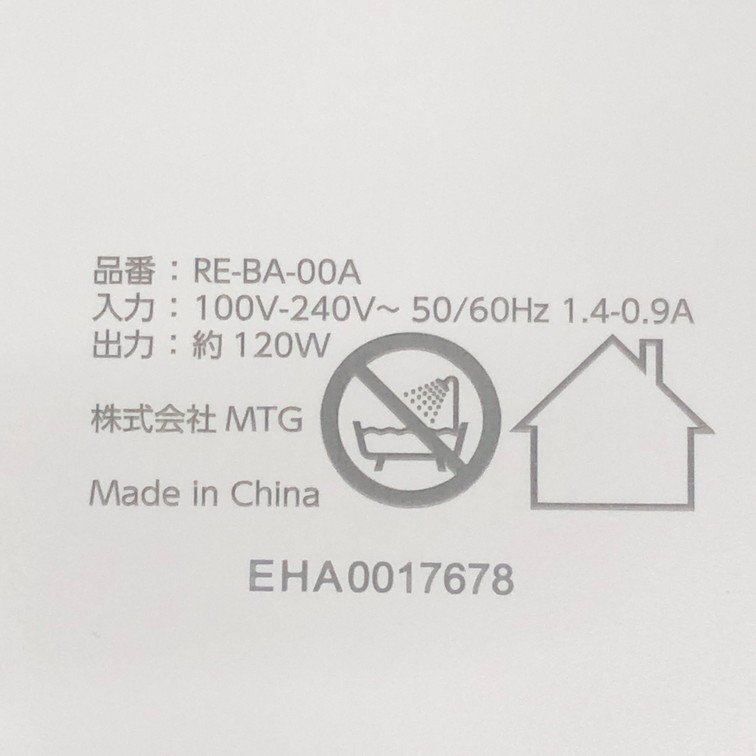 品番：RE-BA-00A
入力：100V-240V～ 50/60Hz 1.4-0.9A
出力：約 120W
株式会社 MTG
Made in China
EHA0017678